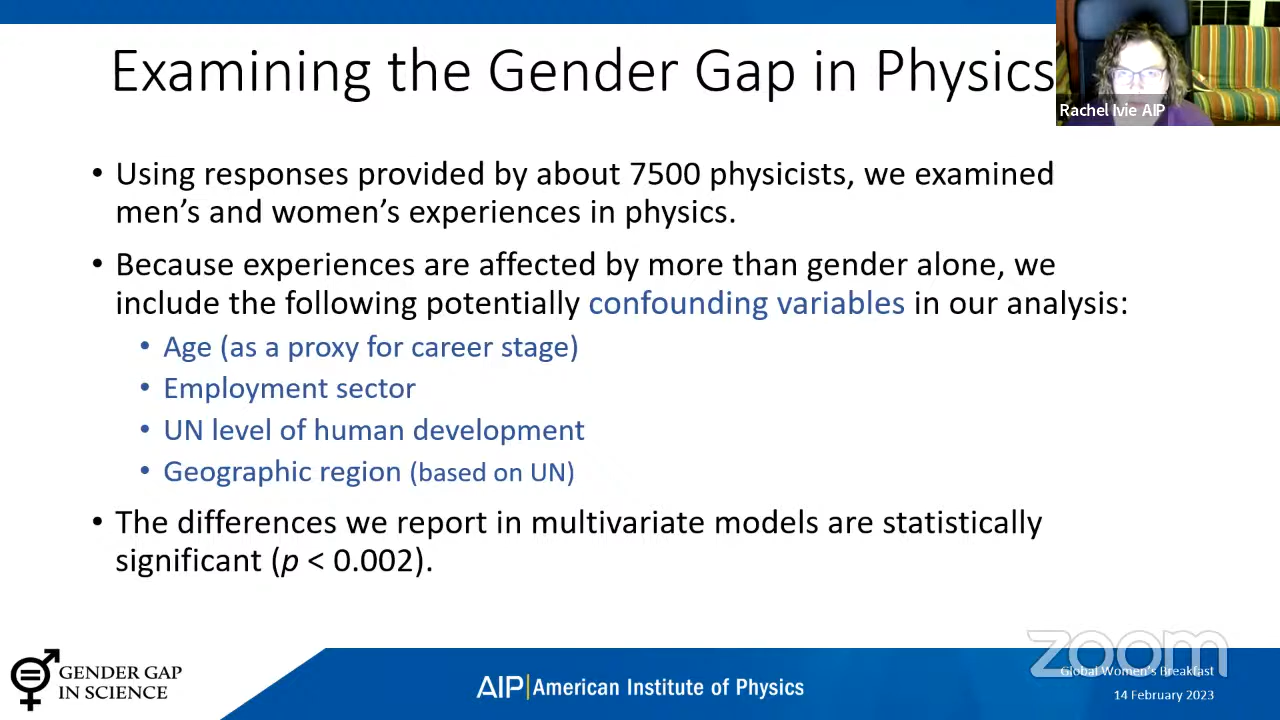 Examining the Gender Gap in Physics
Rachel Ivie AIP
• Using responses provided by about 7500 physicists, we examined
men's and women's experiences in physics.
• Because experiences are affected by more than gender alone, we
include the following potentially confounding variables in our analysis:
• Age (as a proxy for career stage)
• Employment sector
• UN level of human development
• Geographic region (based on UN)
• The differences we report in multivariate models are statistically
significant (p < 0.002).
GENDER GAP
IN SCIENCE
AIP American Institute of Physics
zoom
Global Women's Breakfast
14 February 2023